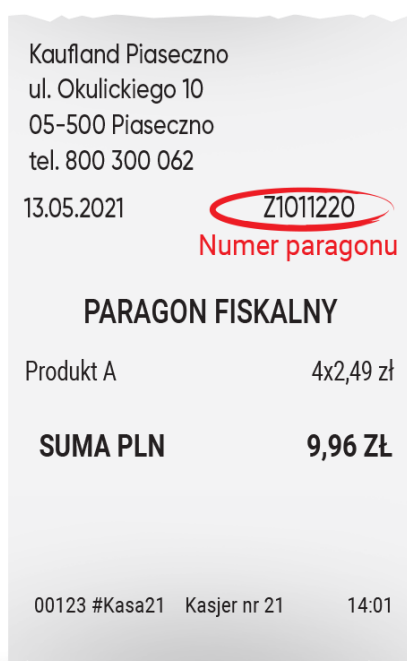 Kaufland Piaseczno
ul. Okulickiego 10
05-500 Piaseczno
tel. 800 300 062
13.05.2021 Z1011220
Numer paragonu
PARAGON FISKALNY
Produkt A 4x2,49 zł
SUMA PLN 9,96 ZŁ
00123 #Kasa21 Kasjer nr 21 14:01